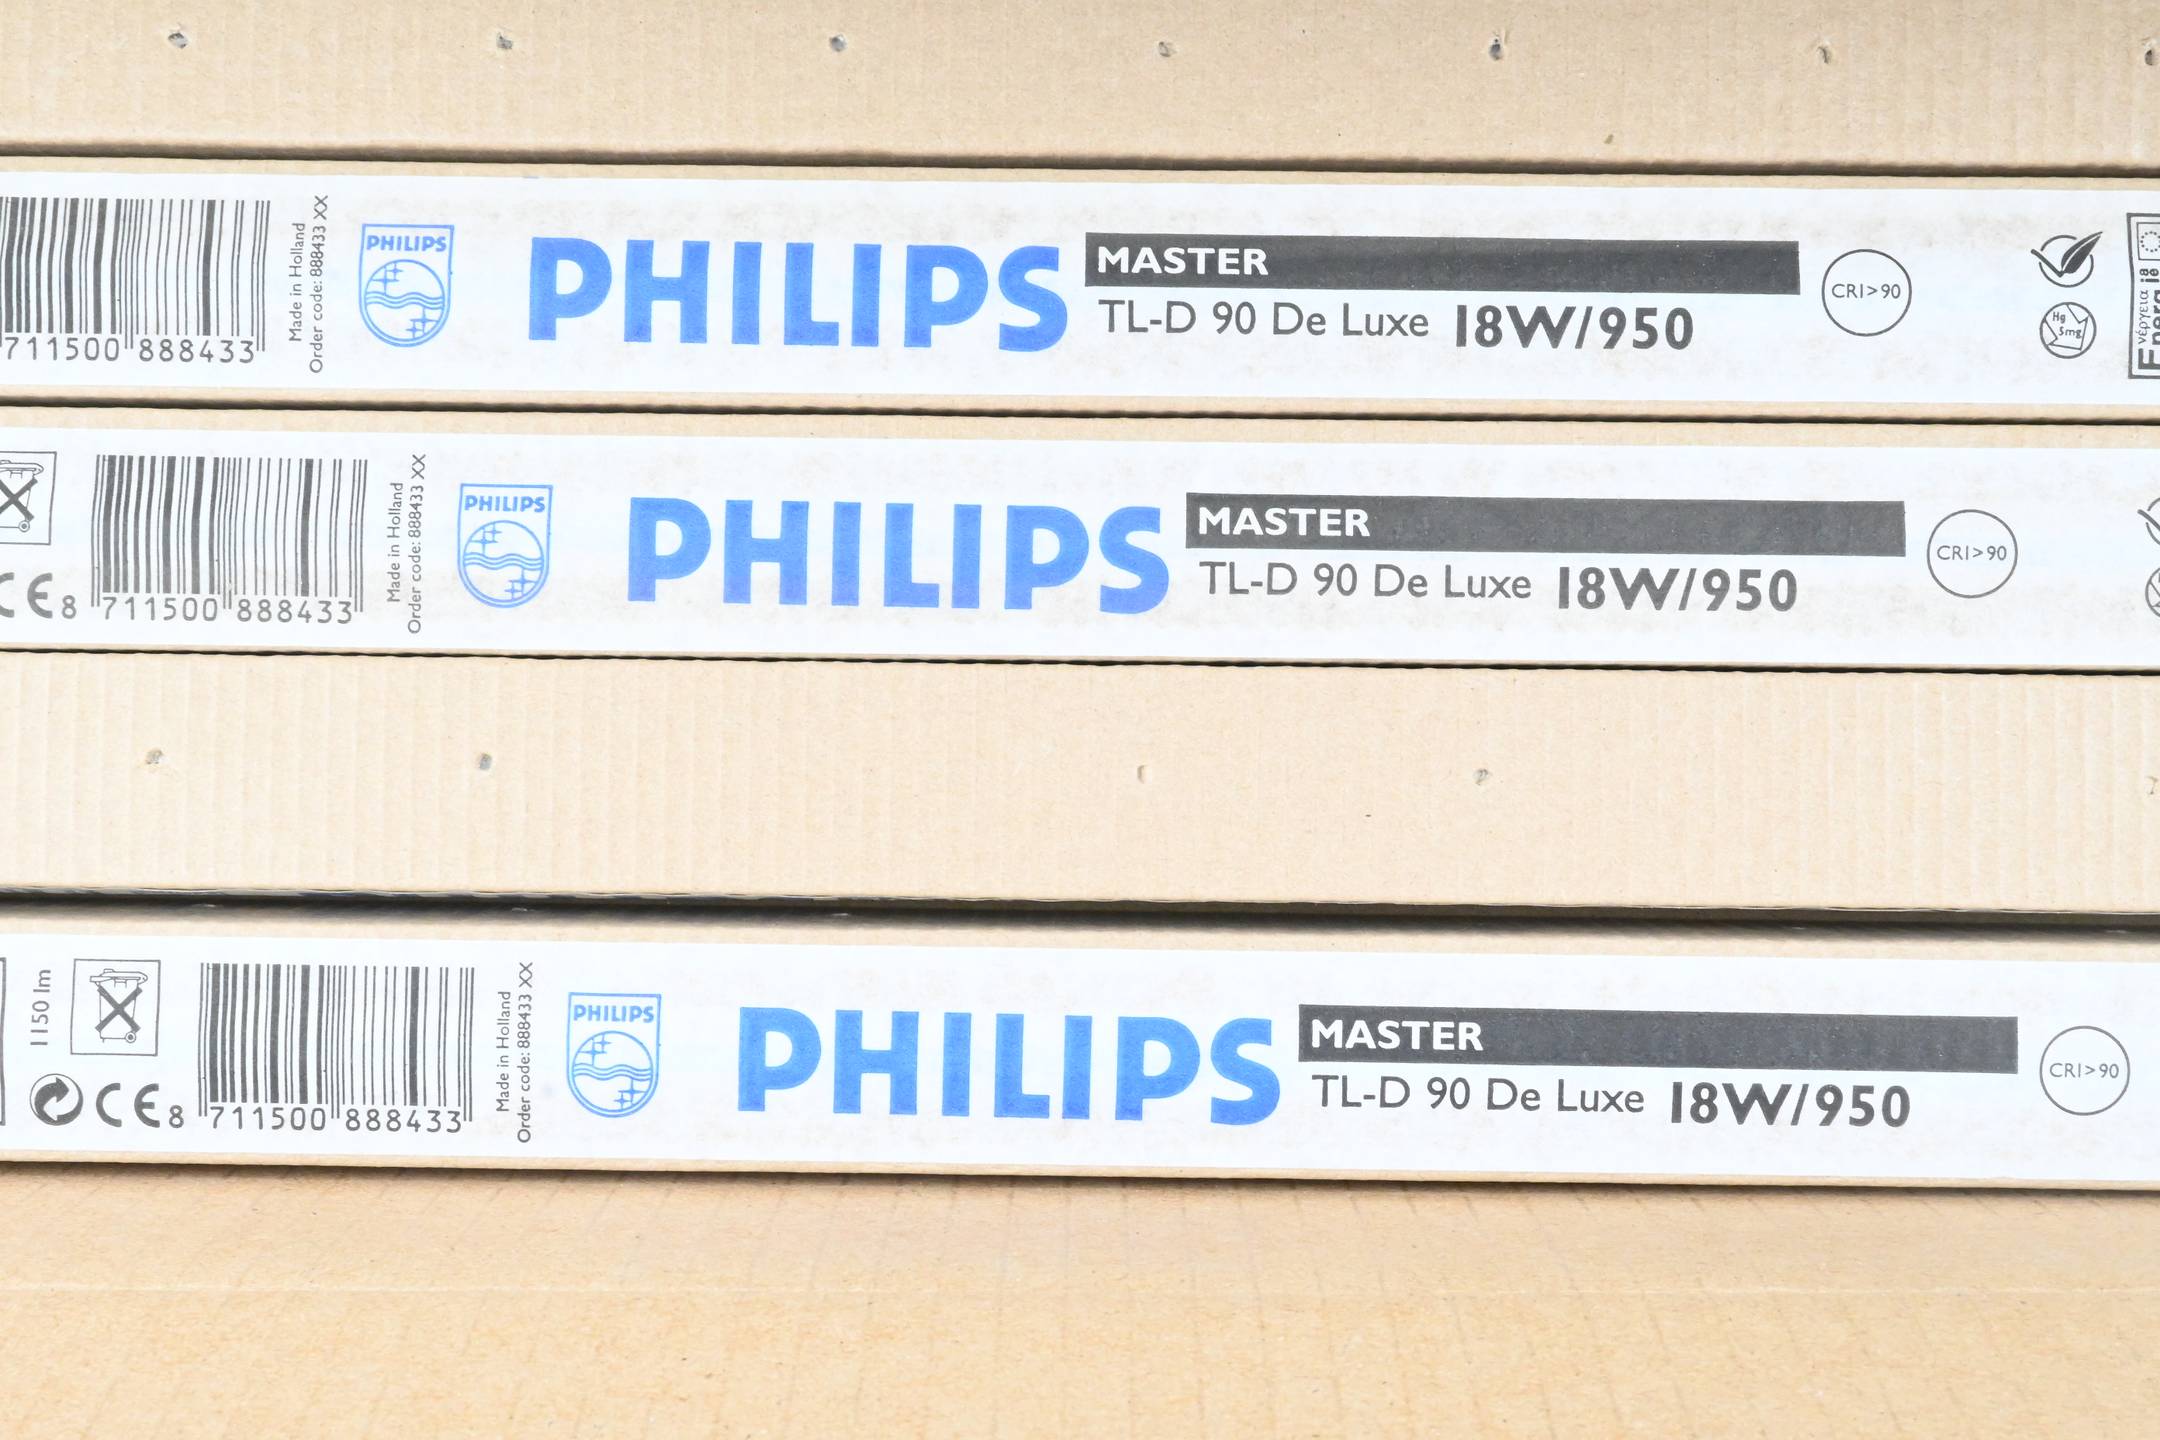 711500 888433
Made in Holland
Order code: 888433 XX
PHILIPS
PHILIPS
MASTER
TL-D 90 De Luxe 18W/950
CRI>90
Hg
5mg
8 711500 888433
Made in Holland
Order code: 888433 XX
PHILIPS
PHILIPS
MASTER
TL-D 90 De Luxe 18W/950
CRI>90
1150 lm
CE
8 711500 888433
Made in Holland
Order code: 888433 XX
PHILIPS
PHILIPS
MASTER
TL-D 90 De Luxe 18W/950
CRI>90